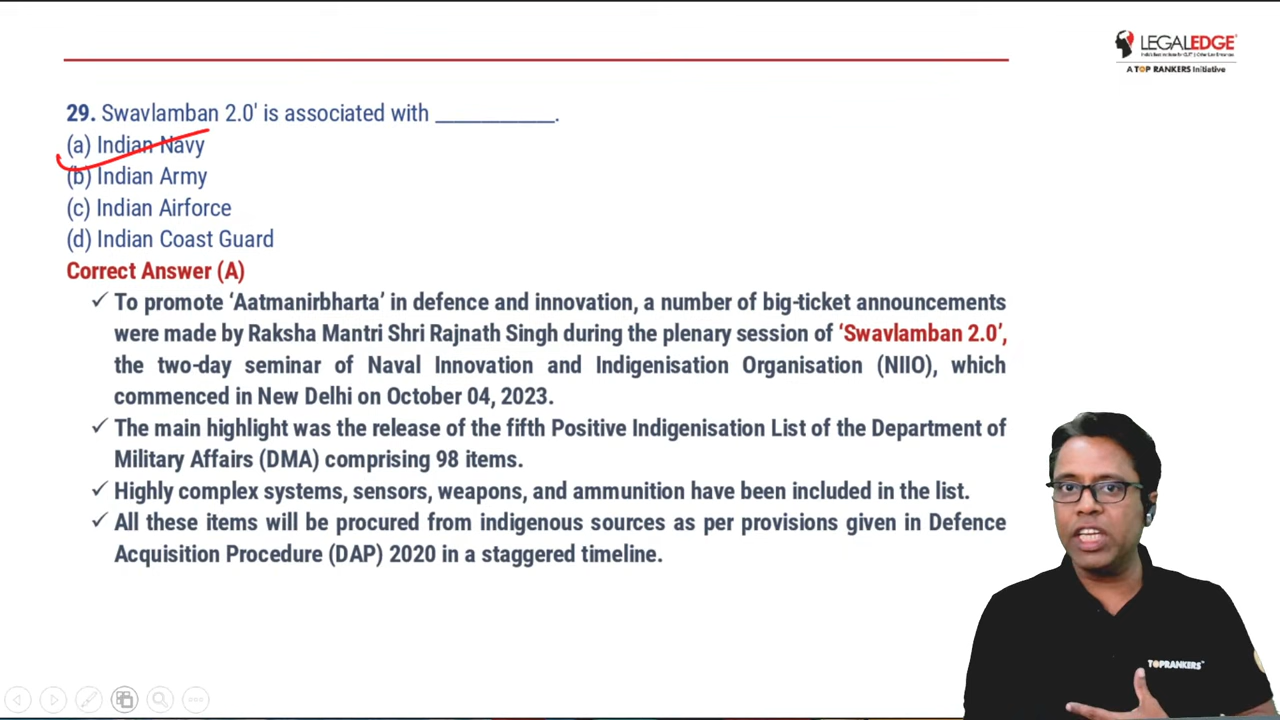 LEGALEDGE
A TOP RANKERS Initiative
29. Swavlamban 2.0' is associated with ____________.
(a) Indian Navy
(b) Indian Army
(c) Indian Airforce
(d) Indian Coast Guard
Correct Answer (A)
✓ To promote ‘Aatmanirbharta’ in defence and innovation, a number of big-ticket announcements
were made by Raksha Mantri Shri Rajnath Singh during the plenary session of ‘Swavlamban 2.0’,
the two-day seminar of Naval Innovation and Indigenisation Organisation (NIIO), which
commenced in New Delhi on October 04, 2023.
✓ The main highlight was the release of the fifth Positive Indigenisation List of the Department of
Military Affairs (DMA) comprising 98 items.
✓ Highly complex systems, sensors, weapons, and ammunition have been included in the list.
✓ All these items will be procured from indigenous sources as per provisions given in Defence
Acquisition Procedure (DAP) 2020 in a staggered timeline.
TOPRANKERS